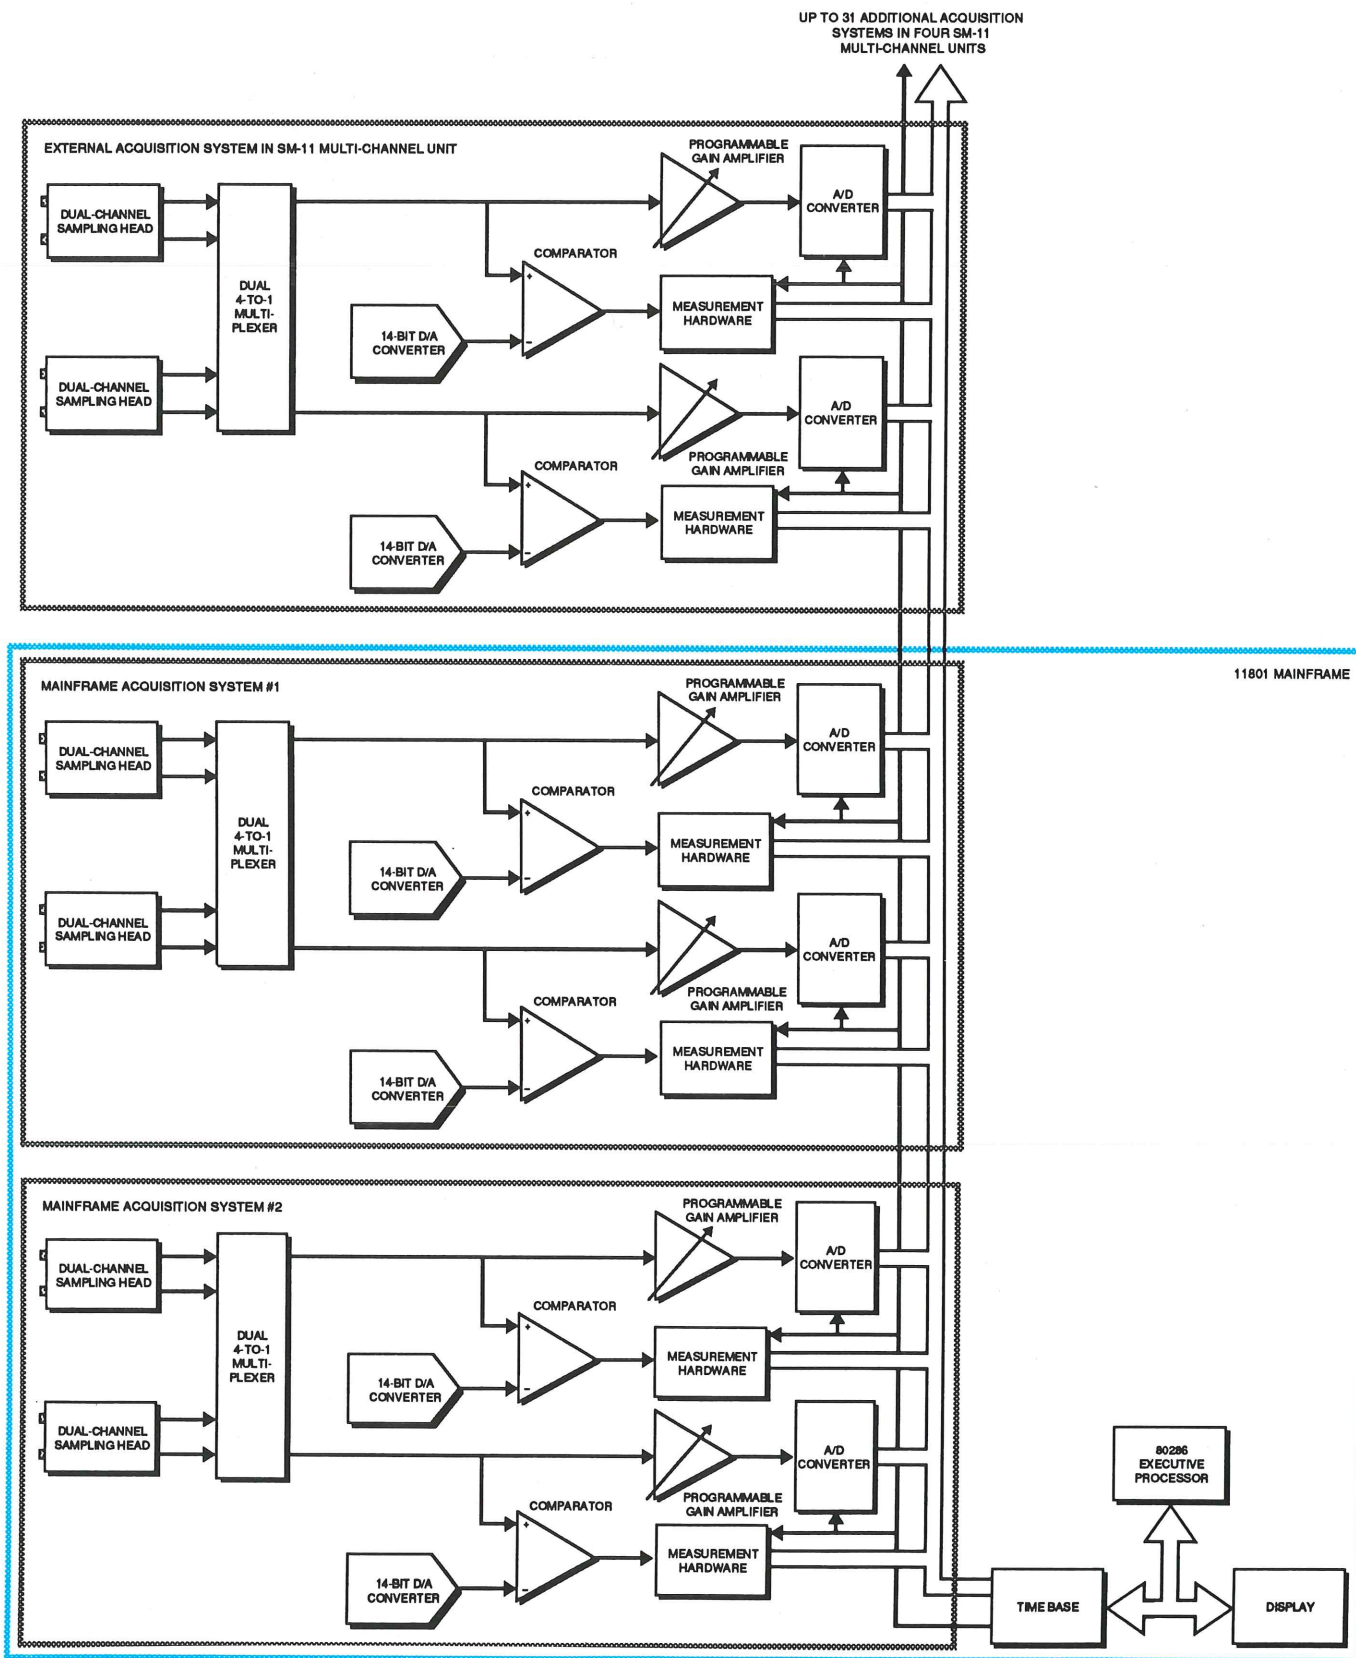 UP TO 31 ADDITIONAL ACQUISITION
SYSTEMS IN FOUR SM-11
MULTI-CHANNEL UNITS
EXTERNAL ACQUISITION SYSTEM IN SM-11 MULTI-CHANNEL UNIT
PROGRAMMABLE
GAIN AMPLIFIER
DUAL-CHANNEL
SAMPLING HEAD
A/D
CONVERTER
DUAL
4-TO-1
MULTI-
PLEXER
COMPARATOR
+
-
14-BIT D/A
CONVERTER
MEASUREMENT
HARDWARE
DUAL-CHANNEL
SAMPLING HEAD
A/D
CONVERTER
PROGRAMMABLE
GAIN AMPLIFIER
COMPARATOR
+
-
14-BIT D/A
CONVERTER
MEASUREMENT
HARDWARE
11801 MAINFRAME
MAINFRAME ACQUISITION SYSTEM #1
PROGRAMMABLE
GAIN AMPLIFIER
DUAL-CHANNEL
SAMPLING HEAD
A/D
CONVERTER
DUAL
4-TO-1
MULTI-
PLEXER
COMPARATOR
+
-
14-BIT D/A
CONVERTER
MEASUREMENT
HARDWARE
DUAL-CHANNEL
SAMPLING HEAD
A/D
CONVERTER
PROGRAMMABLE
GAIN AMPLIFIER
COMPARATOR
+
-
14-BIT D/A
CONVERTER
MEASUREMENT
HARDWARE
MAINFRAME ACQUISITION SYSTEM #2
PROGRAMMABLE
GAIN AMPLIFIER
DUAL-CHANNEL
SAMPLING HEAD
A/D
CONVERTER
DUAL
4-TO-1
MULTI-
PLEXER
COMPARATOR
+
-
14-BIT D/A
CONVERTER
MEASUREMENT
HARDWARE
DUAL-CHANNEL
SAMPLING HEAD
A/D
CONVERTER
PROGRAMMABLE
GAIN AMPLIFIER
COMPARATOR
+
-
14-BIT D/A
CONVERTER
MEASUREMENT
HARDWARE
80286
EXECUTIVE
PROCESSOR
TIME BASE
DISPLAY